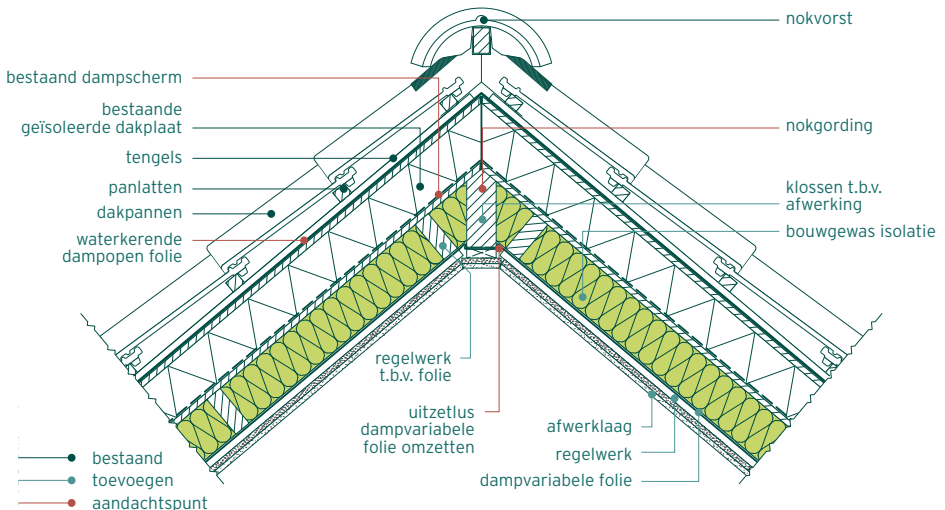 nokvorst
bestaand dampscherm
bestaande
geïsoleerde dakplaat
nokgording
tengels
panlatten
klossen t.b.v.
afwerking
dakpannen
bouwgewas isolatie
waterkerende
dampopen folie
regelwerk
t.b.v. folie
uitzetlus
dampvariabele
folie omzetten
afwerklaag
regelwerk
dampvariabele folie
bestaand
toevoegen
aandachtspunt